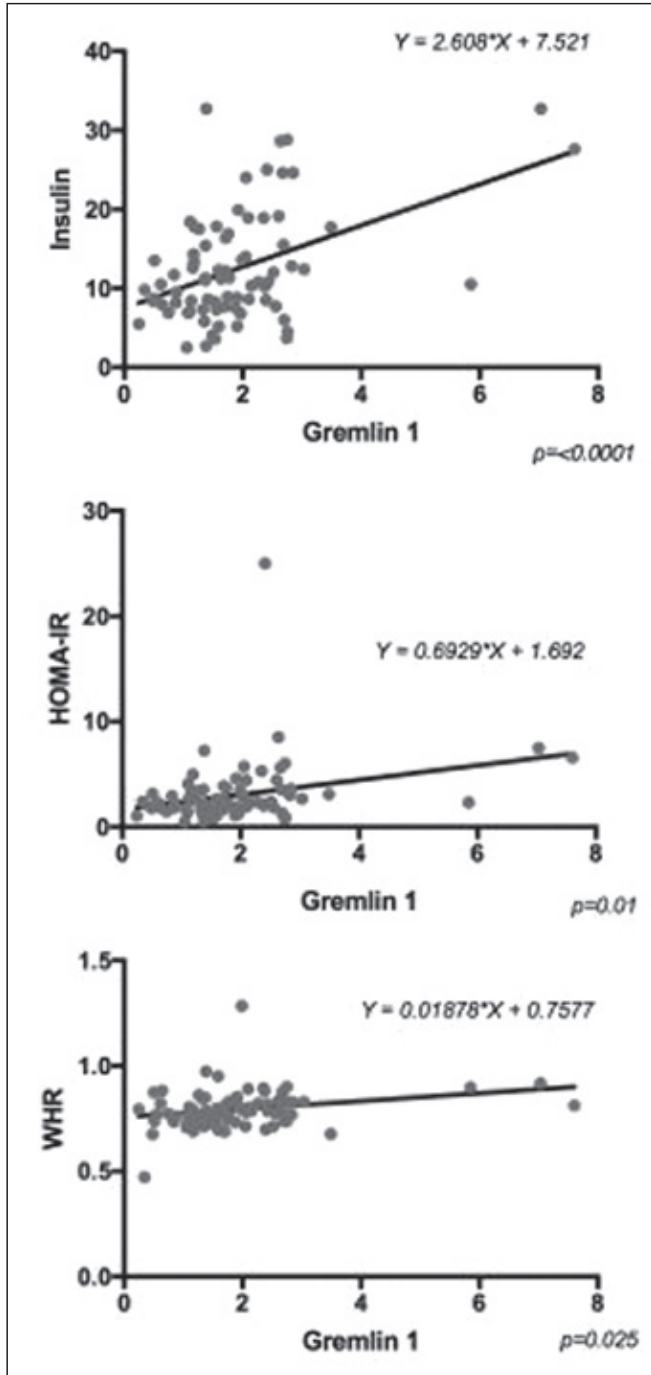 Y = 2.608*X + 7.521
40
30
20
10
0
Insulin
0 2 4 6 8
Gremlin 1
p=<0.0001
30
20
10
0
HOMA-IR
Y = 0.6929*X + 1.692
0 2 4 6 8
Gremlin 1
p=0.01
1.5
1.0
0.5
0.0
WHR
Y = 0.01878*X + 0.7577
0 2 4 6 8
Gremlin 1
p=0.025